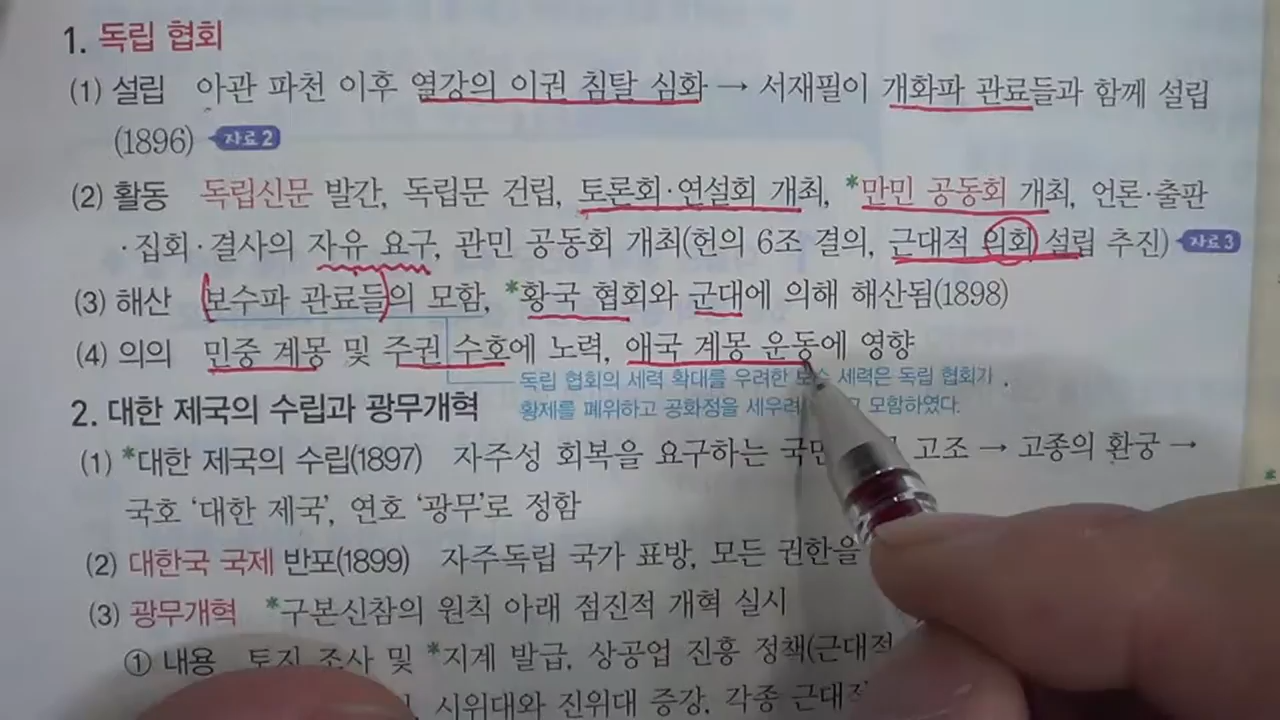 1. 독립 협회
(1) 설립 아관 파천 이후 열강의 이권 침탈 심화 → 서재필이 개화파 관료들과 함께 설립
(1896) 자료2
(2) 활동 독립신문 발간, 독립문 건립, 토론회·연설회 개최, *만민 공동회 개최, 언론·출판
·집회·결사의 자유 요구, 관민 공동회 개최(헌의 6조 결의, 근대적 의회 설립 추진) 자료3
(3) 해산 보수파 관료들의 모함, *황국 협회와 군대에 의해 해산됨(1898)
(4) 의의 민중 계몽 및 주권 수호에 노력, 애국 계몽 운동에 영향
독립 협회의 세력 확대를 우려한 세력은 독립 협회가
황제를 폐위하고 공화정을 모함하였다.
2. 대한 제국의 수립과 광무개혁
(1) *대한 제국의 수립(1897) 자주성 회복을 요구하는 고조 → 고종의 환궁 →
국호 ‘대한 제국’, 연호 ‘광무’로 정함
(2) 대한국 국제 반포(1899) 자주독립 국가 표방, 모든 권한을
(3) 광무개혁 *구본신참의 원칙 아래 점진적 개혁 실시
① 내용 토지 조사 및 *지계 발급, 상공업 진흥 정책(근대적
시위대와 진위대 증강, 각종 근대적